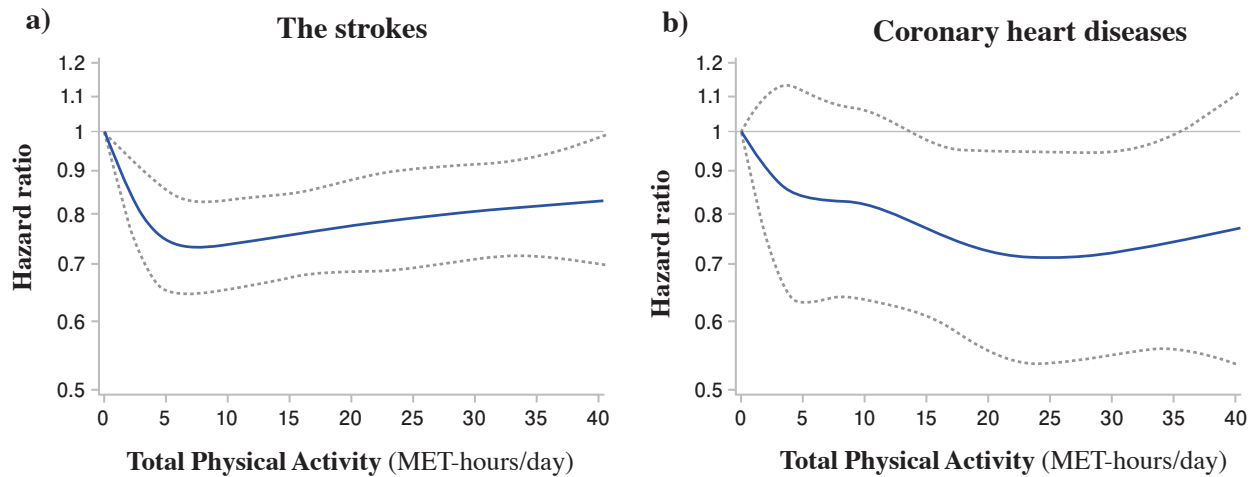 a)
The strokes
Hazard ratio
1.2
1.1
1
0.9
0.8
0.7
0.6
0.5
0 5 10 15 20 25 30 35 40
Total Physical Activity (MET-hours/day)
b)
Coronary heart diseases
Hazard ratio
1.2
1.1
1
0.9
0.8
0.7
0.6
0.5
0 5 10 15 20 25 30 35 40
Total Physical Activity (MET-hours/day)